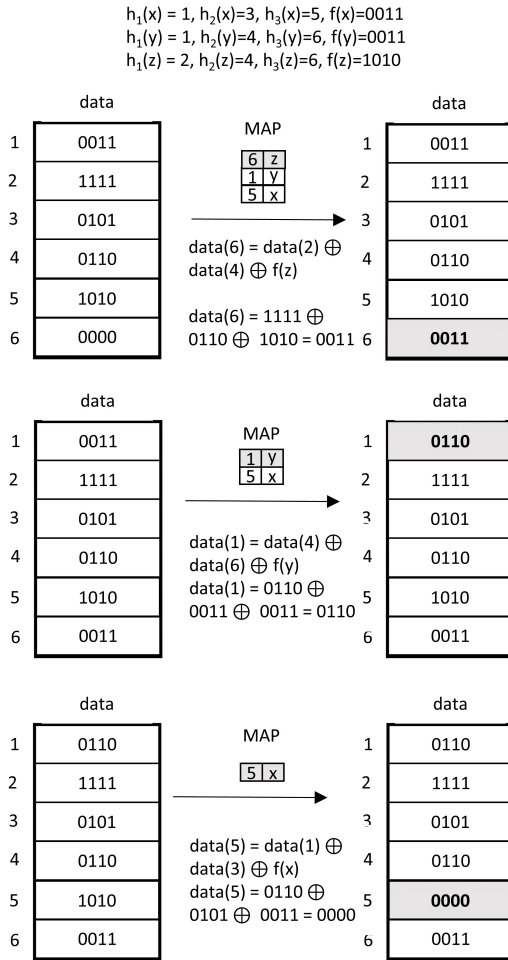 h₁(x) = 1, h₂(x)=3, h₃(x)=5, f(x)=0011
h₁(y) = 1, h₂(y)=4, h₃(y)=6, f(y)=0011
h₁(z) = 2, h₂(z)=4, h₃(z)=6, f(z)=1010
data
1 0011
2 1111
3 0101
4 0110
5 1010
6 0000
MAP
6 z
1 y
5 x
data(6) = data(2) ⊕
data(4) ⊕ f(z)
data(6) = 1111 ⊕
0110 ⊕ 1010 = 0011
data
1 0011
2 1111
3 0101
4 0110
5 1010
6 0011
data
1 0011
2 1111
3 0101
4 0110
5 1010
6 0011
MAP
1 y
5 x
data(1) = data(4) ⊕
data(6) ⊕ f(y)
data(1) = 0110 ⊕
0011 ⊕ 0011 = 0110
data
1 0110
2 1111
3 0101
4 0110
5 1010
6 0011
data
1 0110
2 1111
3 0101
4 0110
5 1010
6 0011
MAP
5 x
data(5) = data(1) ⊕
data(3) ⊕ f(x)
data(5) = 0110 ⊕
0101 ⊕ 0011 = 0000
data
1 0110
2 1111
3 0101
4 0110
5 0000
6 0011